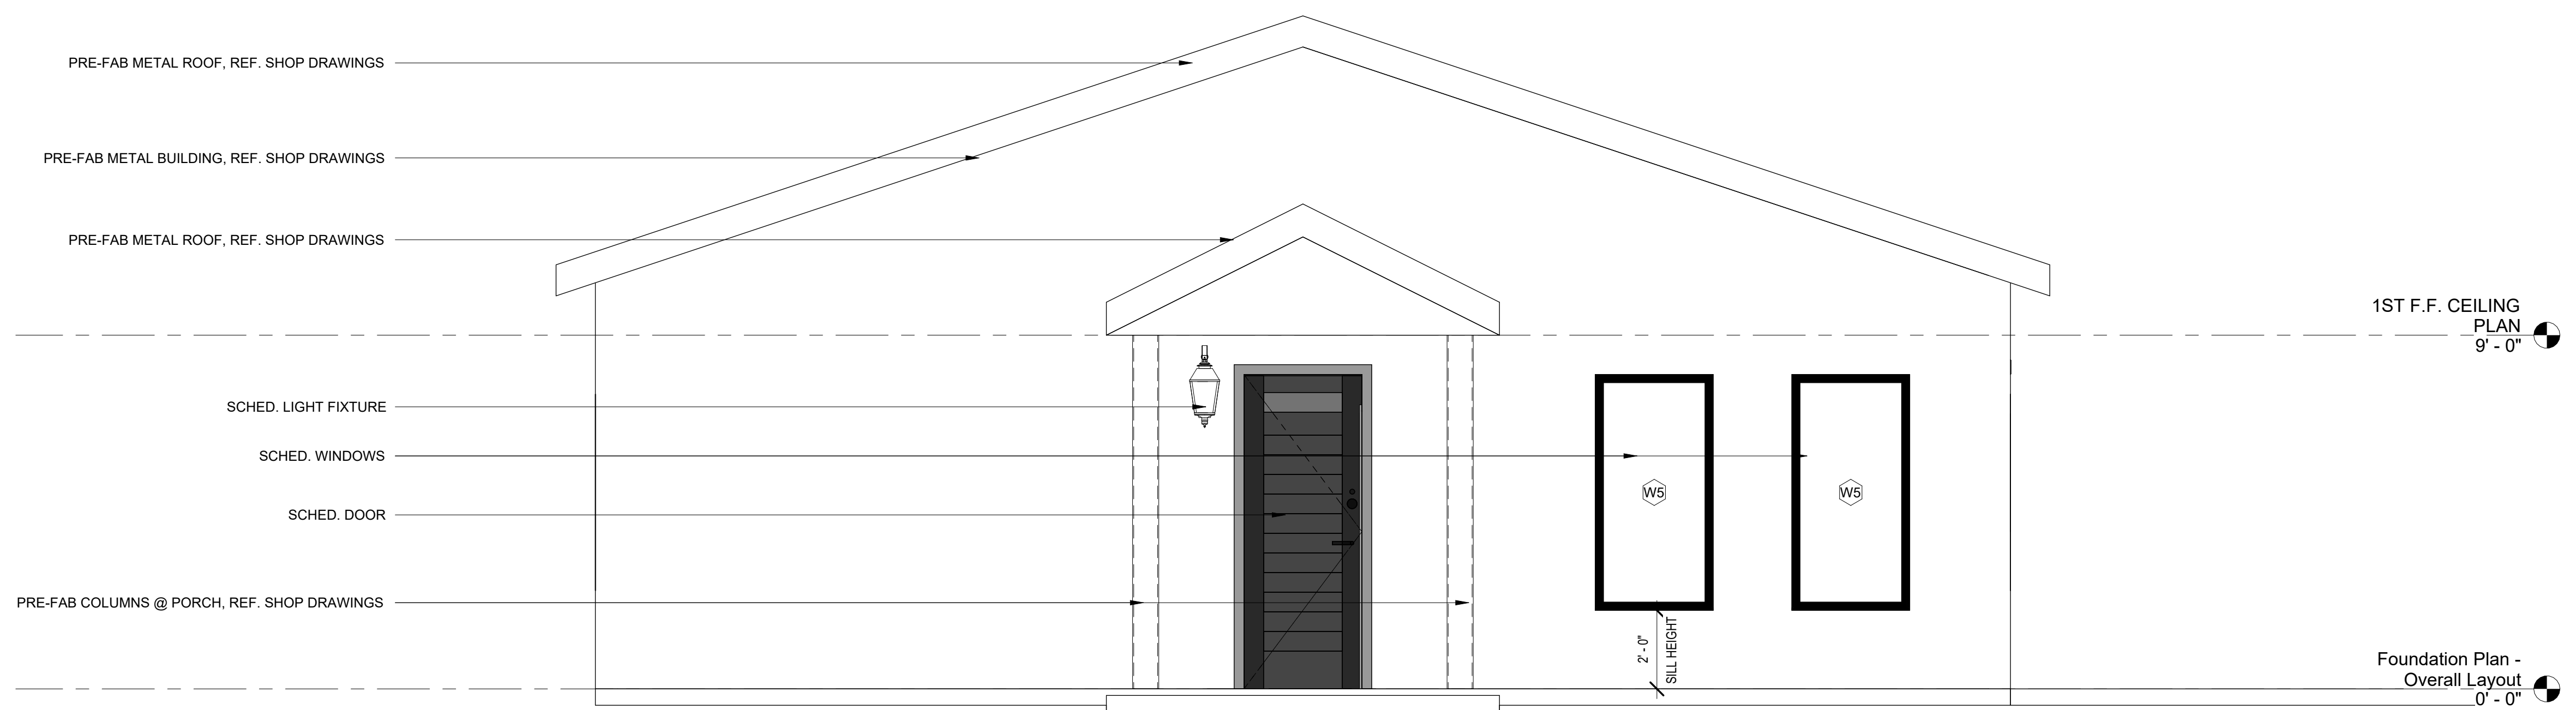 PRE-FAB METAL ROOF, REF. SHOP DRAWINGS
PRE-FAB METAL BUILDING, REF. SHOP DRAWINGS
PRE-FAB METAL ROOF, REF. SHOP DRAWINGS
1ST F.F. CEILING
PLAN
9' - 0"
SCHED. LIGHT FIXTURE
SCHED. WINDOWS
W5
W5
SCHED. DOOR
PRE-FAB COLUMNS @ PORCH, REF. SHOP DRAWINGS
2' - 0"
SILL HEIGHT
Foundation Plan -
Overall Layout
0' - 0"